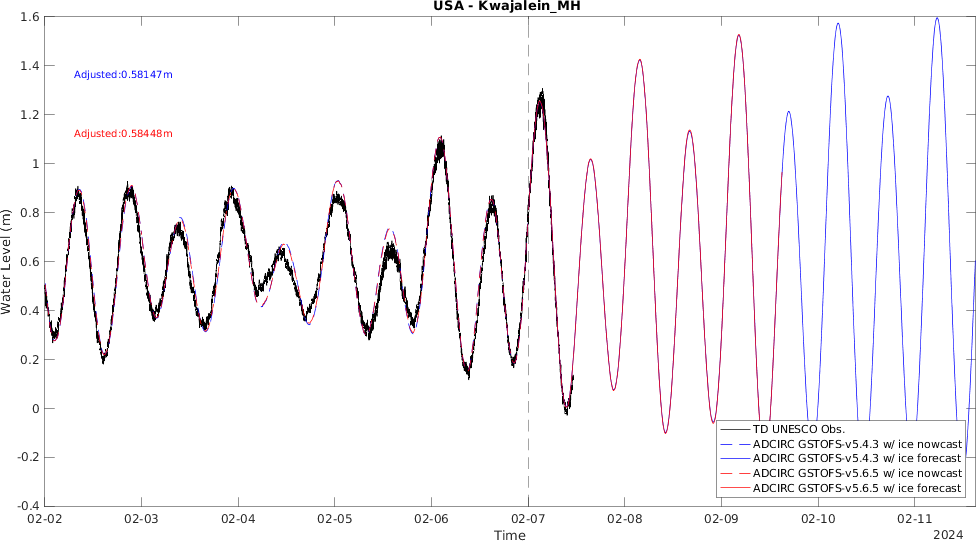 USA - Kwajalein_MH
1.6
1.4
1.2
1
0.8
0.6
0.4
0.2
0
-0.2
-0.4
Water Level (m)
Adjusted:0.58147m
Adjusted:0.58448m
TD UNESCO Obs.
ADCIRC GSTOFS-v5.4.3 w/ ice nowcast
ADCIRC GSTOFS-v5.4.3 w/ ice forecast
ADCIRC GSTOFS-v5.6.5 w/ ice nowcast
ADCIRC GSTOFS-v5.6.5 w/ ice forecast
02-02 02-03 02-04 02-05 02-06 02-07 02-08 02-09 02-10 02-11
Time
2024